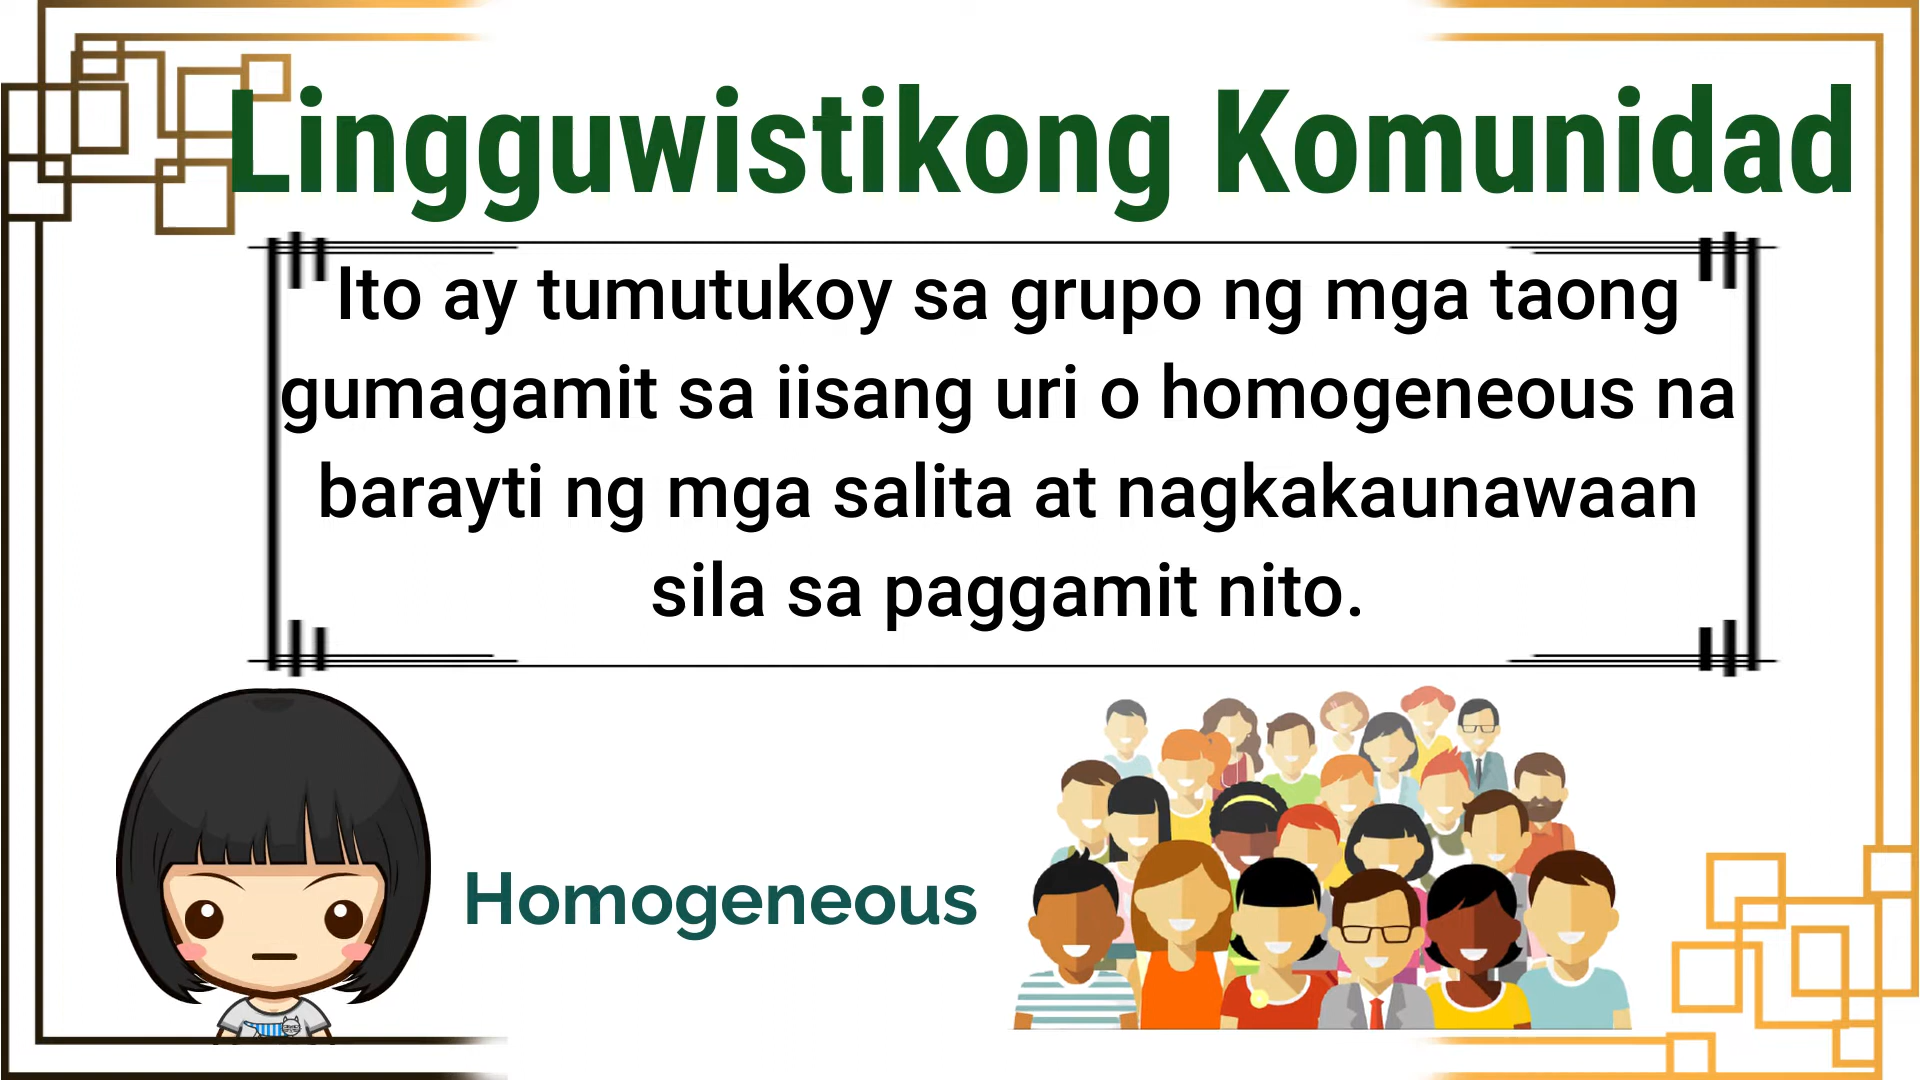 Lingguwistikong Komunidad
Ito ay tumutukoy sa grupo ng mga taong
gumagamit sa iisang uri o homogeneous na
barayti ng mga salita at nagkakaunawaan
sila sa paggamit nito.
Homogeneous